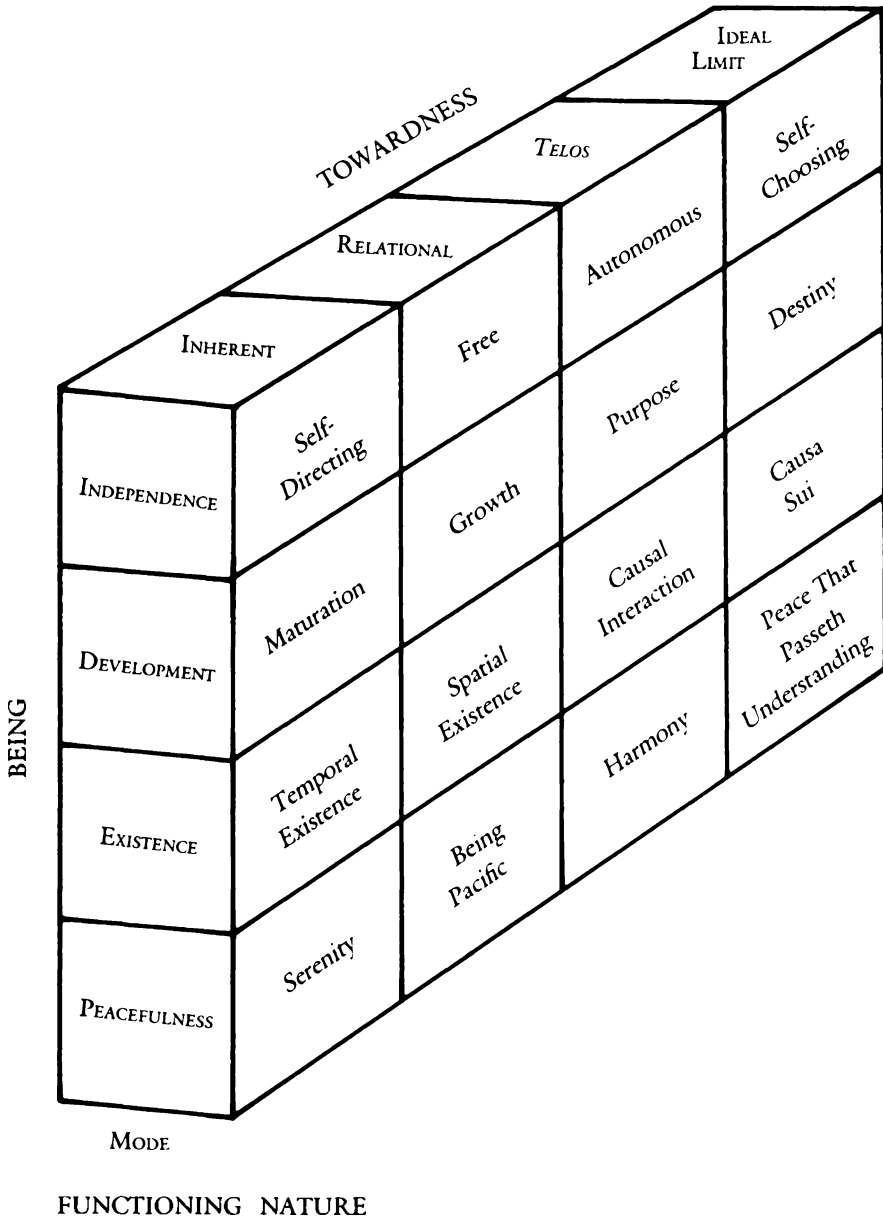 IDEAL
LIMIT
TOWARDNESS
TELOS
RELATIONAL
INHERENT
INDEPENDENCE
Self-
Directing
Free
Autonomous
Self-
Choosing
DEVELOPMENT
Maturation
Growth
Purpose
Destiny
EXISTENCE
Temporal
Existence
Spatial
Existence
Causal
Interaction
Causa
Sui
PEACEFULNESS
Serenity
Being
Pacific
Harmony
Peace That
Passeth
Understanding
BEING
MODE
FUNCTIONING NATURE